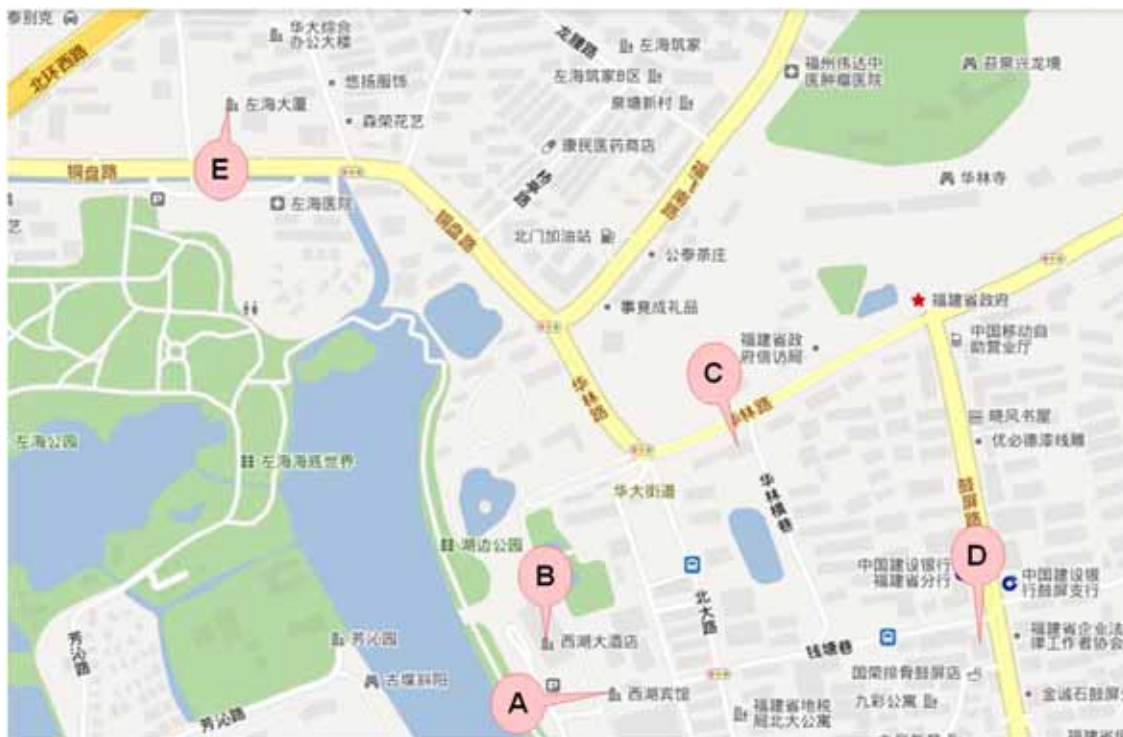 泰别克
华大综合
办公大楼
龙腰路
左海筑家
左海筑家B区
福州伟达中
医肿瘤医院
北环西路
悠扬服饰
泉塘新村
左海大厦
森荣花艺
康民医药商店
E
铜盘路
华林寺
左海医院
艺
铜盘路
北门加油站
公泰茶庄
福建省政府
事竟成礼品
中国移动自
助营业厅
福建省政
府信访局
C
华林路
华林路
晓风书屋
左海公园
优必德漆线雕
左海海底世界
华大街道
华林横巷
鼓屏路
湖边公园
D
B
中国建设银行
福建省分行
中国建设银
行鼓屏支行
北大路
芳沁路
芳沁园
西湖大酒店
钱塘巷
福建省企业法
律工作者协会
古堞斜阳
国荣排骨鼓屏店
A
西湖宾馆
九彩公寓
金诚石鼓屏
芳沁路
福建省地税
局北大公寓